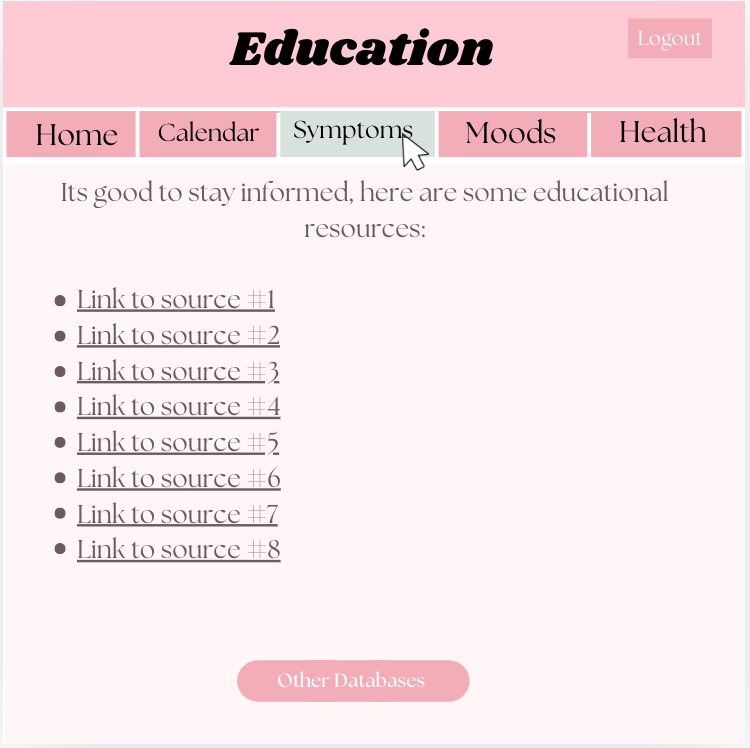 Education
Logout
Home Calendar Symptoms Moods Health
Its good to stay informed, here are some educational
resources:
Link to source #1
Link to source #2
Link to source #3
Link to source #4
Link to source #5
Link to source #6
Link to source #7
Link to source #8
Other Databases